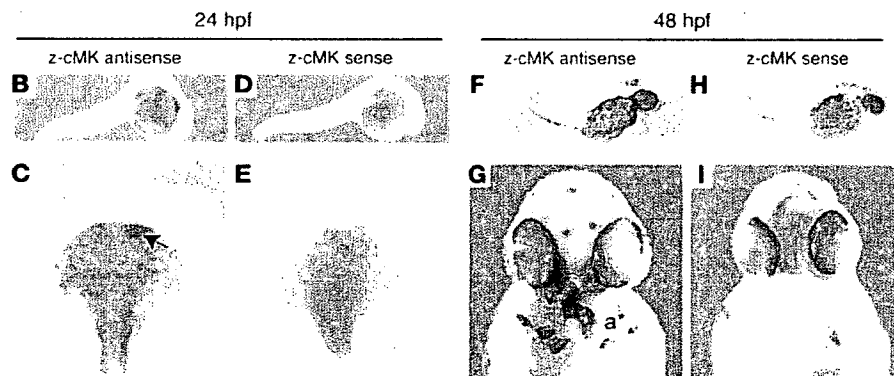 24 hpf
48 hpf
z-cMK antisense
z-cMK sense
z-cMK antisense
z-cMK sense
B
D
F
H
C
E
G
I
a